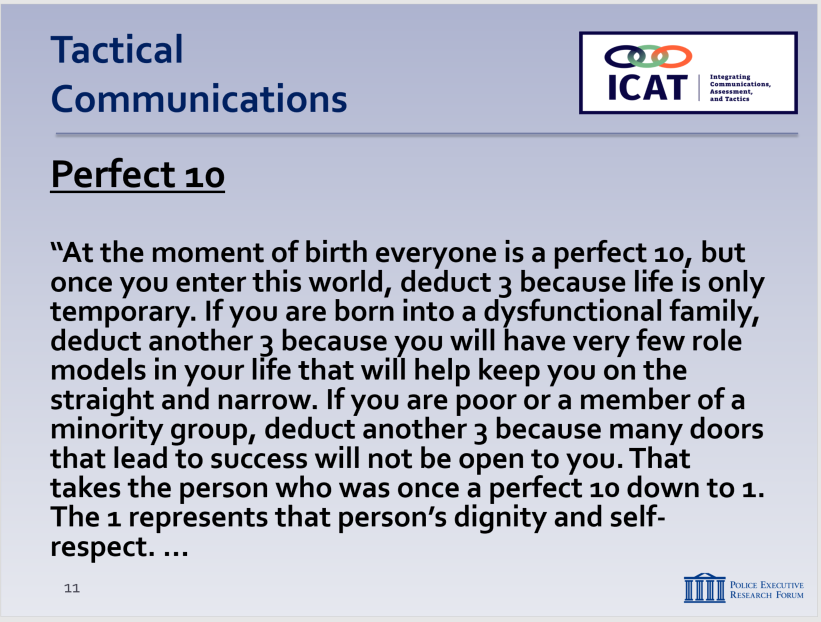 Tactical
Communications
ICAT
Integrating
Communications,
Assessment,
and Tactics
Perfect 10
“At the moment of birth everyone is a perfect 10, but
once you enter this world, deduct 3 because life is only
temporary. If you are born into a dysfunctional family,
deduct another 3 because you will have very few role
models in your life that will help keep you on the
straight and narrow. If you are poor or a member of a
minority group, deduct another 3 because many doors
that lead to success will not be open to you. That
takes the person who was once a perfect 10 down to 1.
The 1 represents that person’s dignity and self-
respect. ...
11
Police Executive
Research Forum